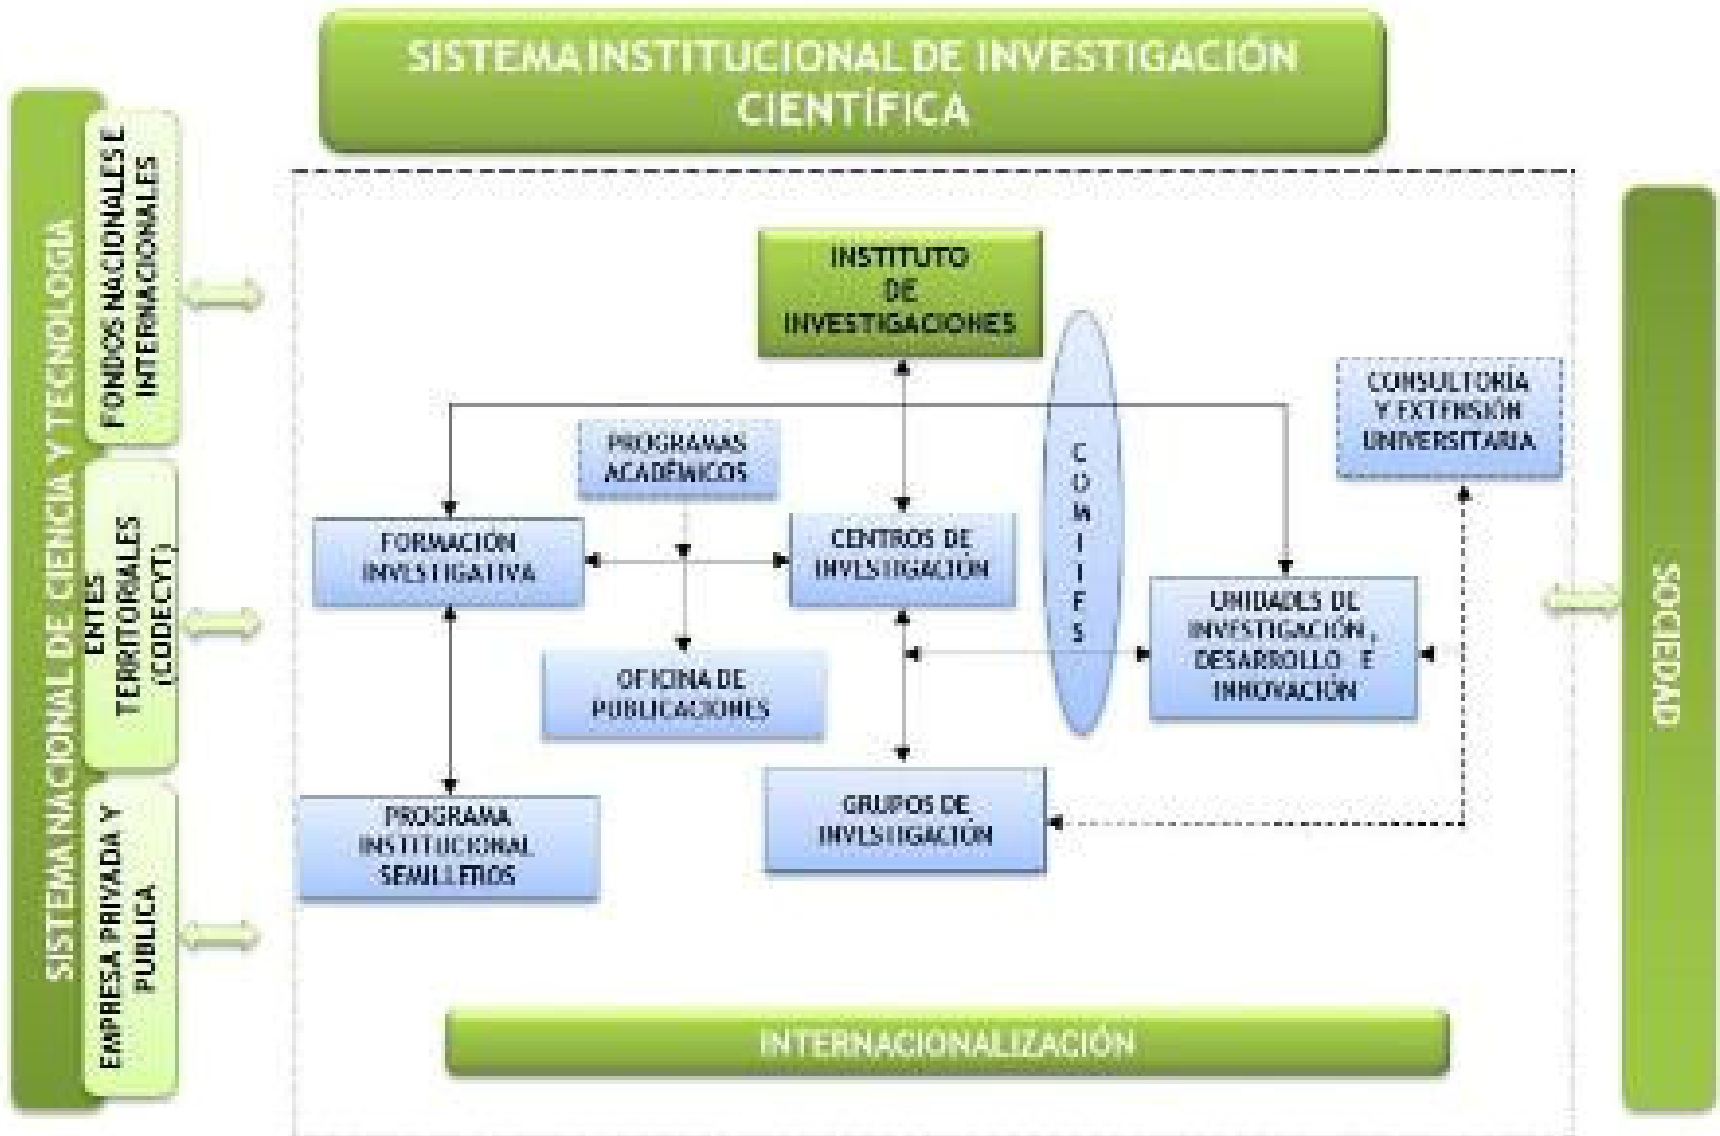 SISTEMA INSTITUCIONAL DE INVESTIGACIÓN
CIENTÍFICA
SISTEMA NACIONAL DE CIENCIA Y TECNOLOGÍA
FONDOS NACIONALES E
INTERNACIONALES
ENTES
TERRITORIALES
(CODECYT)
EMPRESA PRIVADA Y
PUBLICA
INSTITUTO
DE
INVESTIGACIONES
CONSULTORÍA
Y EXTENSIÓN
UNIVERSITARIA
PROGRAMAS
ACADÉMICOS
COMITES
FORMACIÓN
INVESTIGATIVA
CENTROS DE
INVESTIGACIÓN
UNIDADES DE
INVESTIGACIÓN,
DESARROLLO E
INNOVACIÓN
OFICINA DE
PUBLICACIONES
PROGRAMA
INSTITUCIONAL
SEMILLEROS
GRUPOS DE
INVESTIGACIÓN
SOCIEDAD
INTERNACIONALIZACIÓN